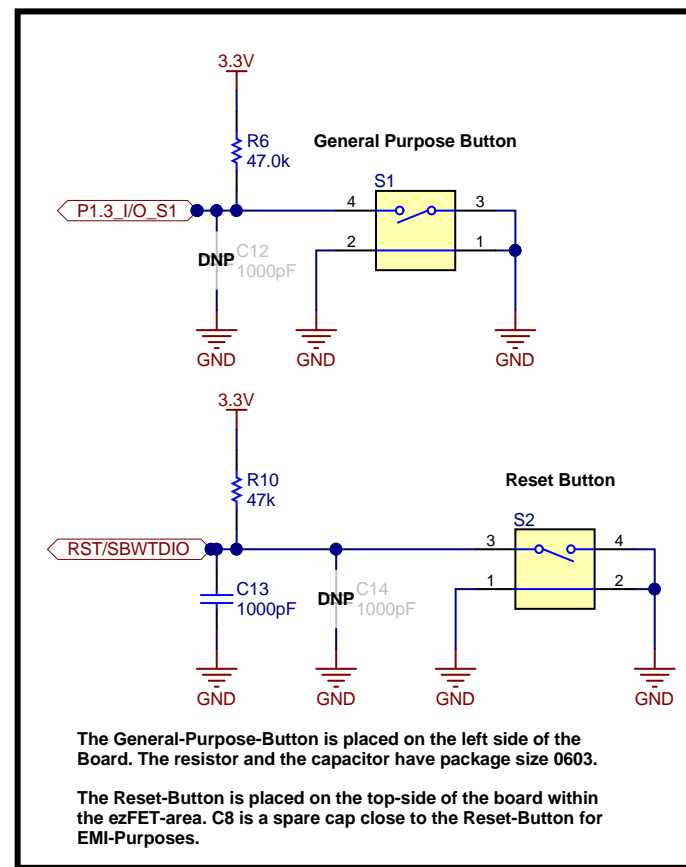 3.3V
R6
47.0k
General Purpose Button
S1
P1.3_I/O_S1
4
3
2
1
DNP
C12
1000pF
GND
GND
GND
3.3V
R10
47k
Reset Button
S2
RST/SBWTDIO
3
4
1
2
C13
1000pF
DNP
C14
1000pF
GND
GND
GND
GND
The General-Purpose-Button is placed on the left side of the
Board. The resistor and the capacitor have package size 0603.
The Reset-Button is placed on the top-side of the board within
the ezFET-area. C8 is a spare cap close to the Reset-Button for
EMI-Purposes.